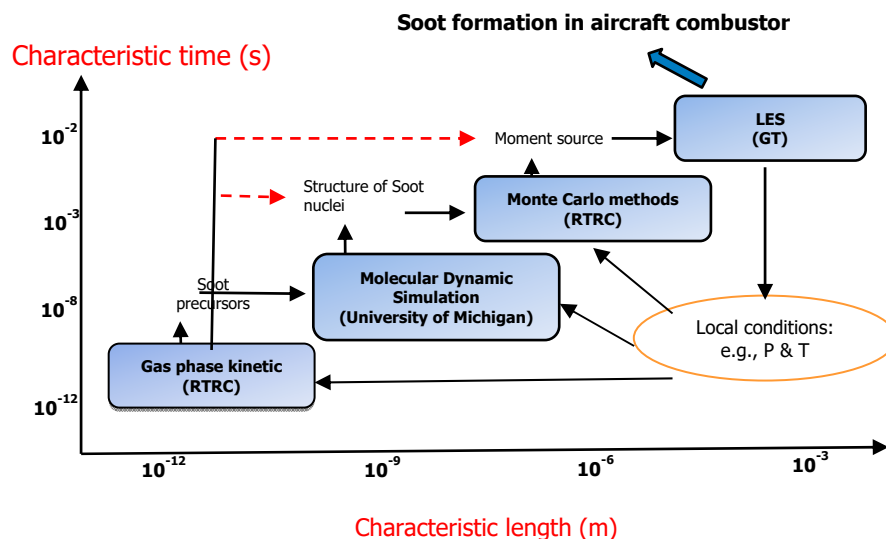 Soot formation in aircraft combustor
Characteristic time (s)
10-2
10-3
10-8
10-12
LES
(GT)
Moment source
Structure of Soot
nuclei
Monte Carlo methods
(RTRC)
Soot
precursors
Molecular Dynamic
Simulation
(University of Michigan)
Local conditions:
e.g., P & T
Gas phase kinetic
(RTRC)
10-12
10-9
10-6
10-3
Characteristic length (m)